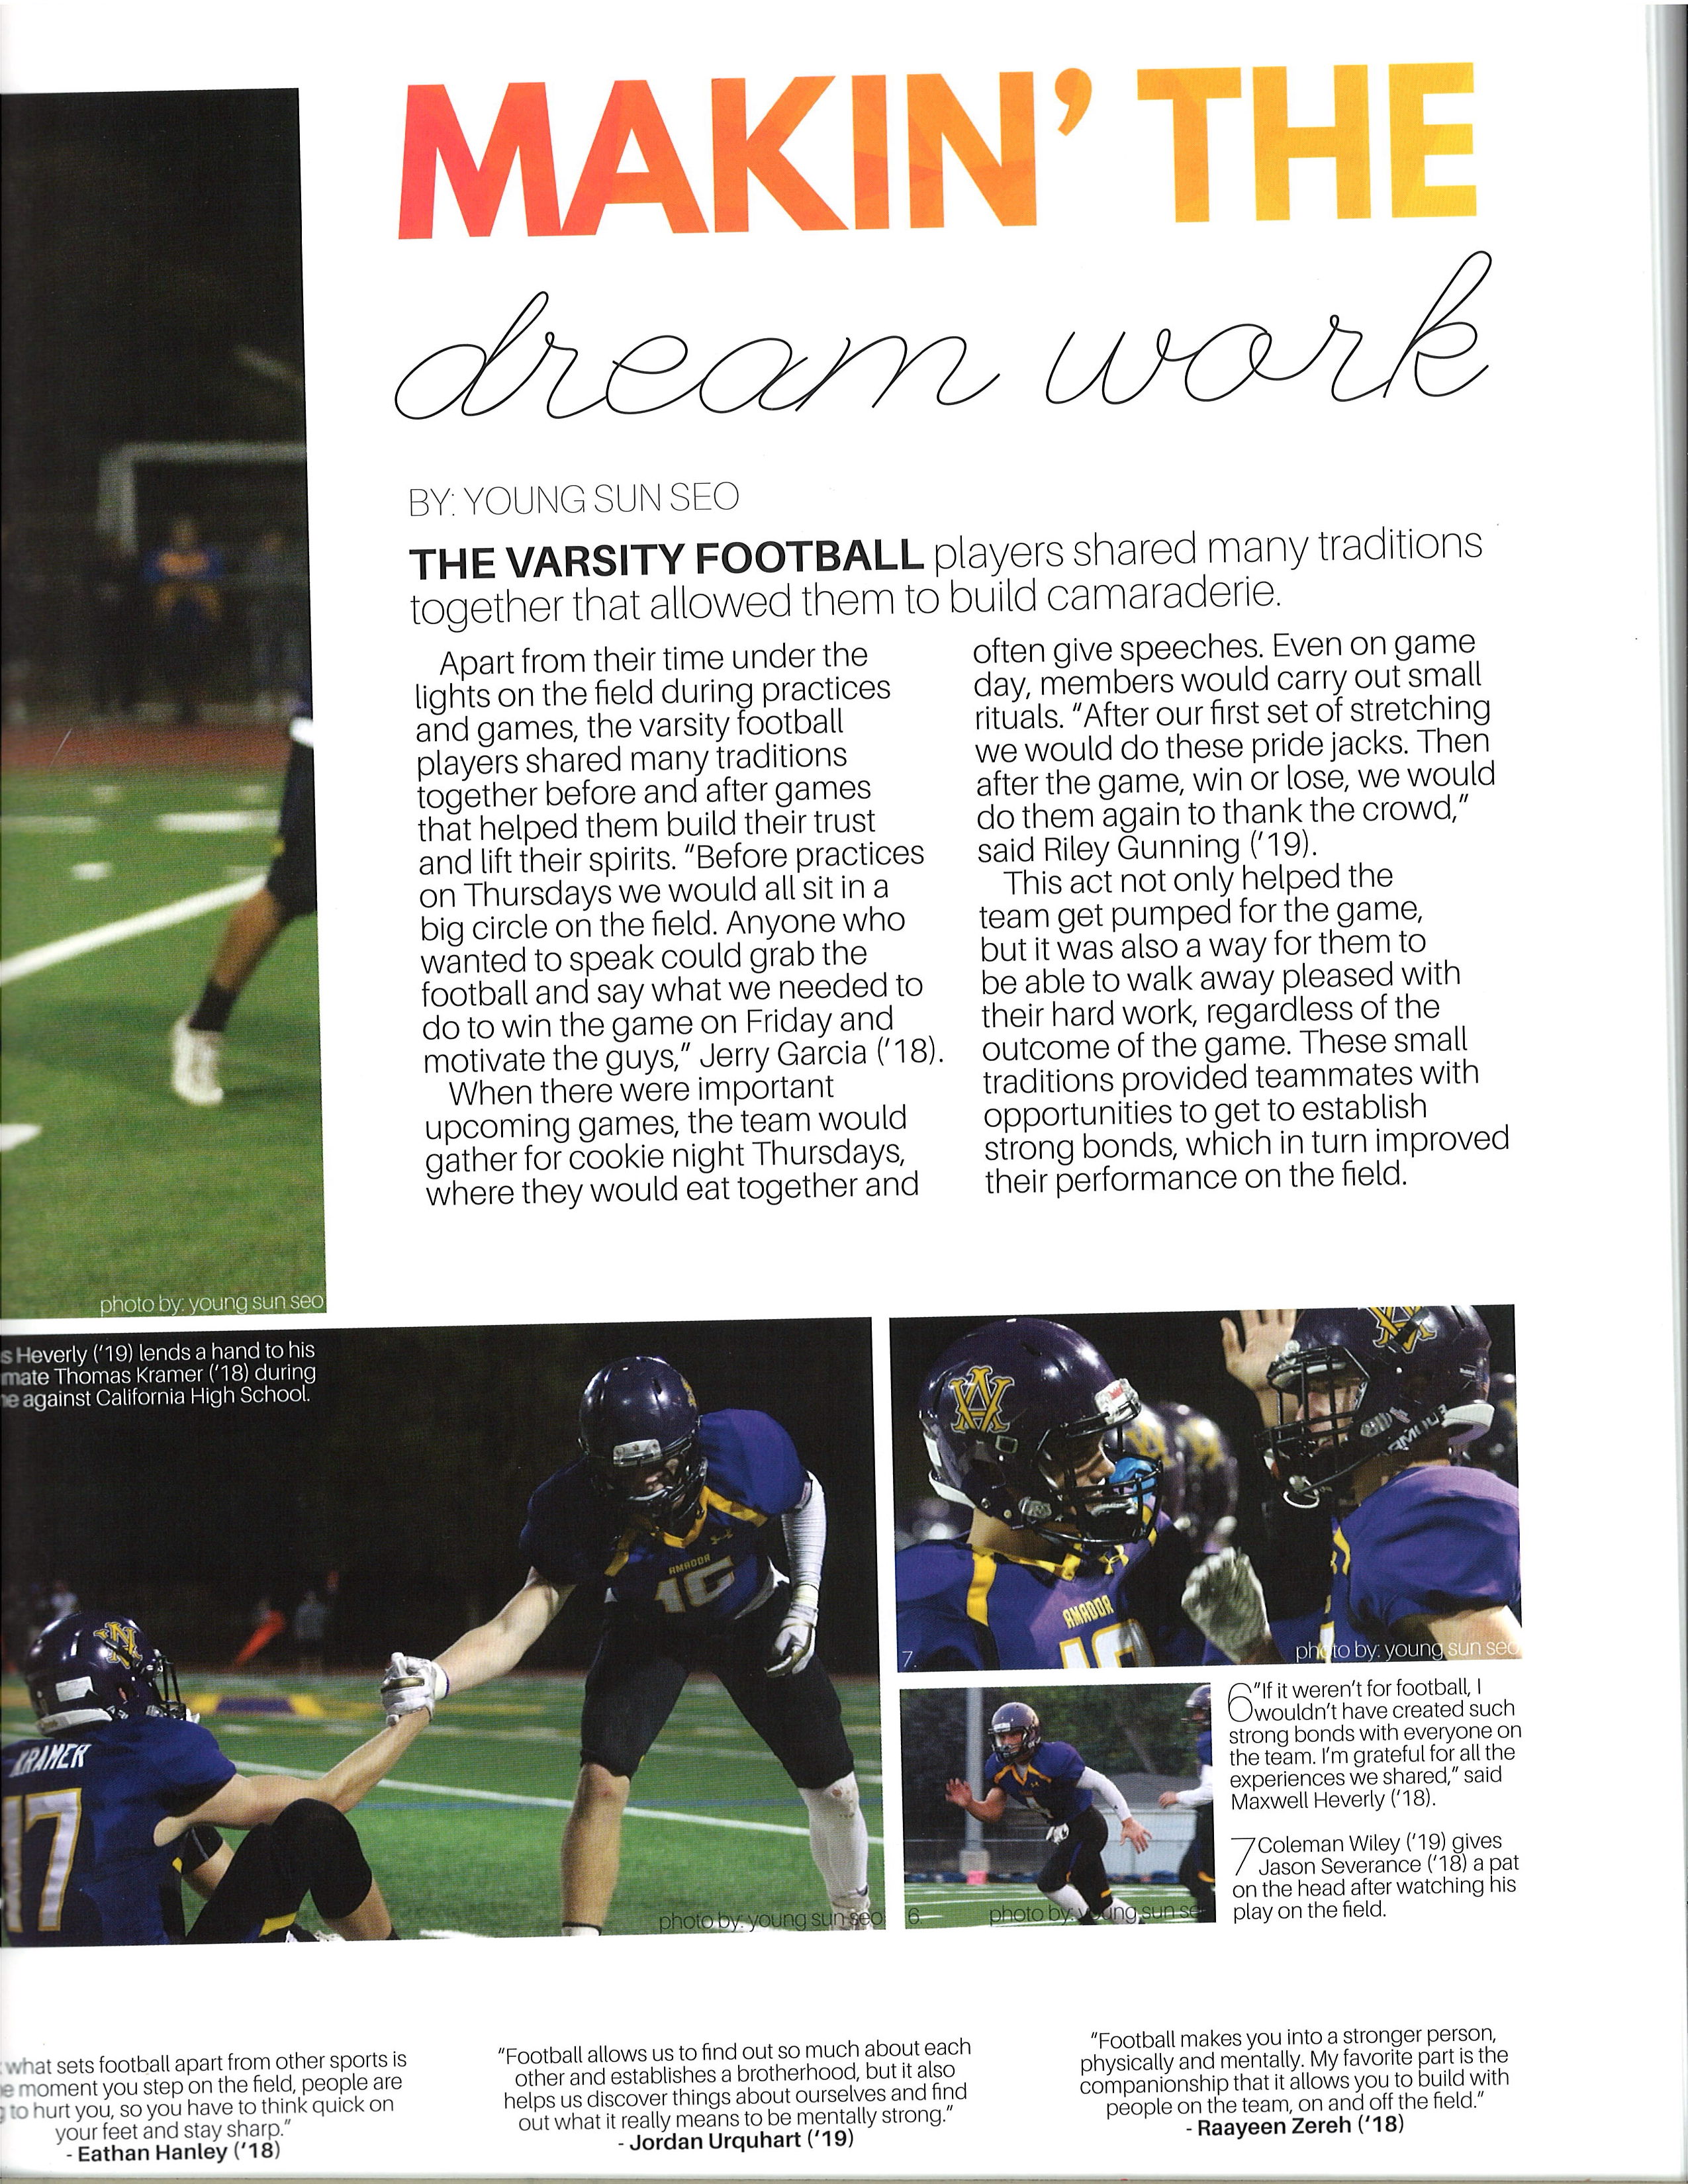 MAKIN' THE
dream work
BY: YOUNG SUN SEO
THE VARSITY FOOTBALL players shared many traditions
together that allowed them to build camaraderie.
Apart from their time under the
lights on the field during practices
and games, the varsity football
players shared many traditions
together before and after games
that helped them build their trust
and lift their spirits. "Before practices
on Thursdays we would all sit in a
big circle on the field. Anyone who
wanted to speak could grab the
football and say what we needed to
do to win the game on Friday and
motivate the guys," Jerry Garcia ('18).
When there were important
upcoming games, the team would
gather for cookie night Thursdays,
where they would eat together and
often give speeches. Even on game
day, members would carry out small
rituals. "After our first set of stretching
we would do these pride jacks. Then
after the game, win or lose, we would
do them again to thank the crowd,"
said Riley Gunning ('19).
This act not only helped the
team get pumped for the game,
but it was also a way for them to
be able to walk away pleased with
their hard work, regardless of the
outcome of the game. These small
traditions provided teammates with
opportunities to get to establish
strong bonds, which in turn improved
their performance on the field.
photo by: young sun seo
s Heverly ('19) lends a hand to his
mate Thomas Kramer ('18) during
e against California High School.
AMADOR
KRAMER
17
photo by: young sun seo
AMADOR
7.
photo by: young sun seo
6
photo by: young sun se
6 "If it weren't for football, I
wouldn't have created such
strong bonds with everyone on
the team. I'm grateful for all the
experiences we shared," said
Maxwell Heverly ('18).
7 Coleman Wiley ('19) gives
Jason Severance ('18) a pat
on the head after watching his
play on the field.
what sets football apart from other sports is
e moment you step on the field, people are
g to hurt you, so you have to think quick on
your feet and stay sharp."
- Eathan Hanley ('18)
"Football allows us to find out so much about each
other and establishes a brotherhood, but it also
helps us discover things about ourselves and find
out what it really means to be mentally strong."
- Jordan Urquhart ('19)
"Football makes you into a stronger person,
physically and mentally. My favorite part is the
companionship that it allows you to build with
people on the team, on and off the field."
- Raayeen Zereh ('18)